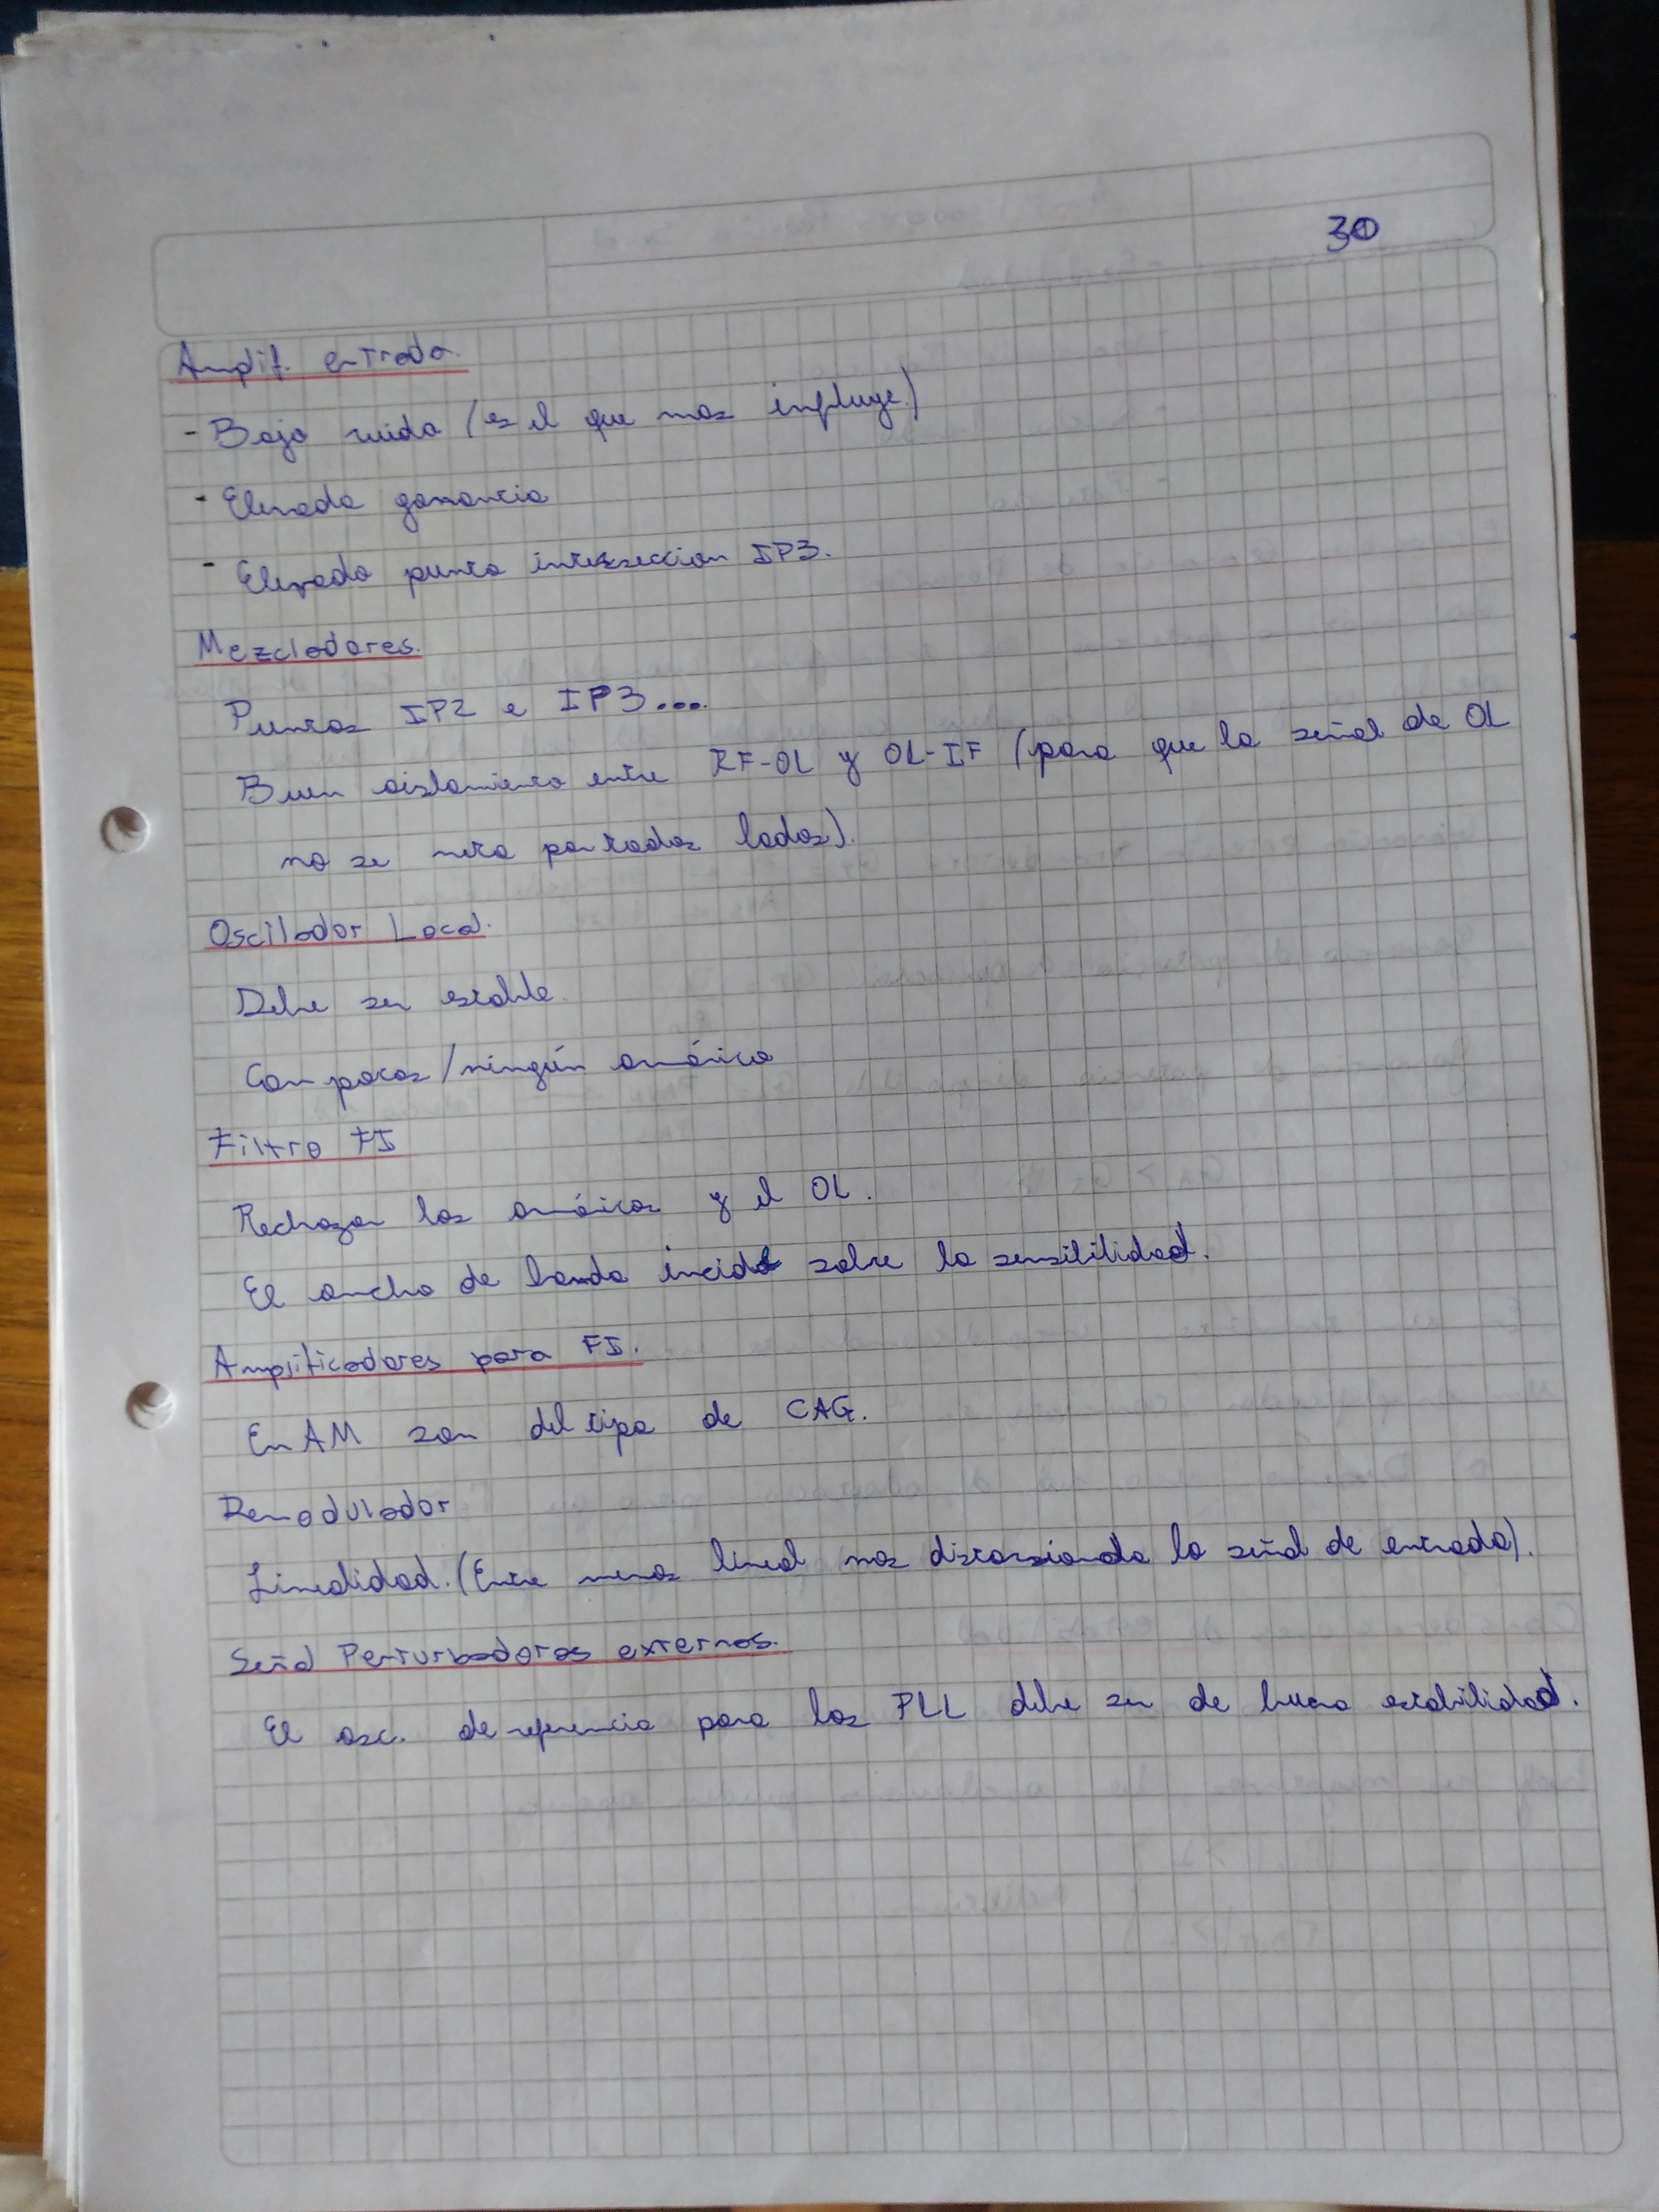 30
Amplif. entrada.
- Bajo ruido (es el que mas influye.)
- Elevada ganancia
- Elevado punto intersección IP3.
Mezcladores.
Puntos IP2 e IP3...
Buen aislamiento entre RF-OL y OL-IF (para que la señal de OL
no se meta por todos lados).
Oscilador Local.
Debe ser estable.
Con pocos/ningún armónico
Filtro FI
Rechazar los armónicos y el OL.
El ancho de banda incide sobre la sensibilidad.
Amplificadores para FI.
En AM son del tipo de CAG.
Demodulador
Linealidad. (Entre menos lineal mas distorsionada la señal de entrada).
Señal Perturbadoras externas.
El osc. de referencia para los PLL debe ser de buena estabilidad.